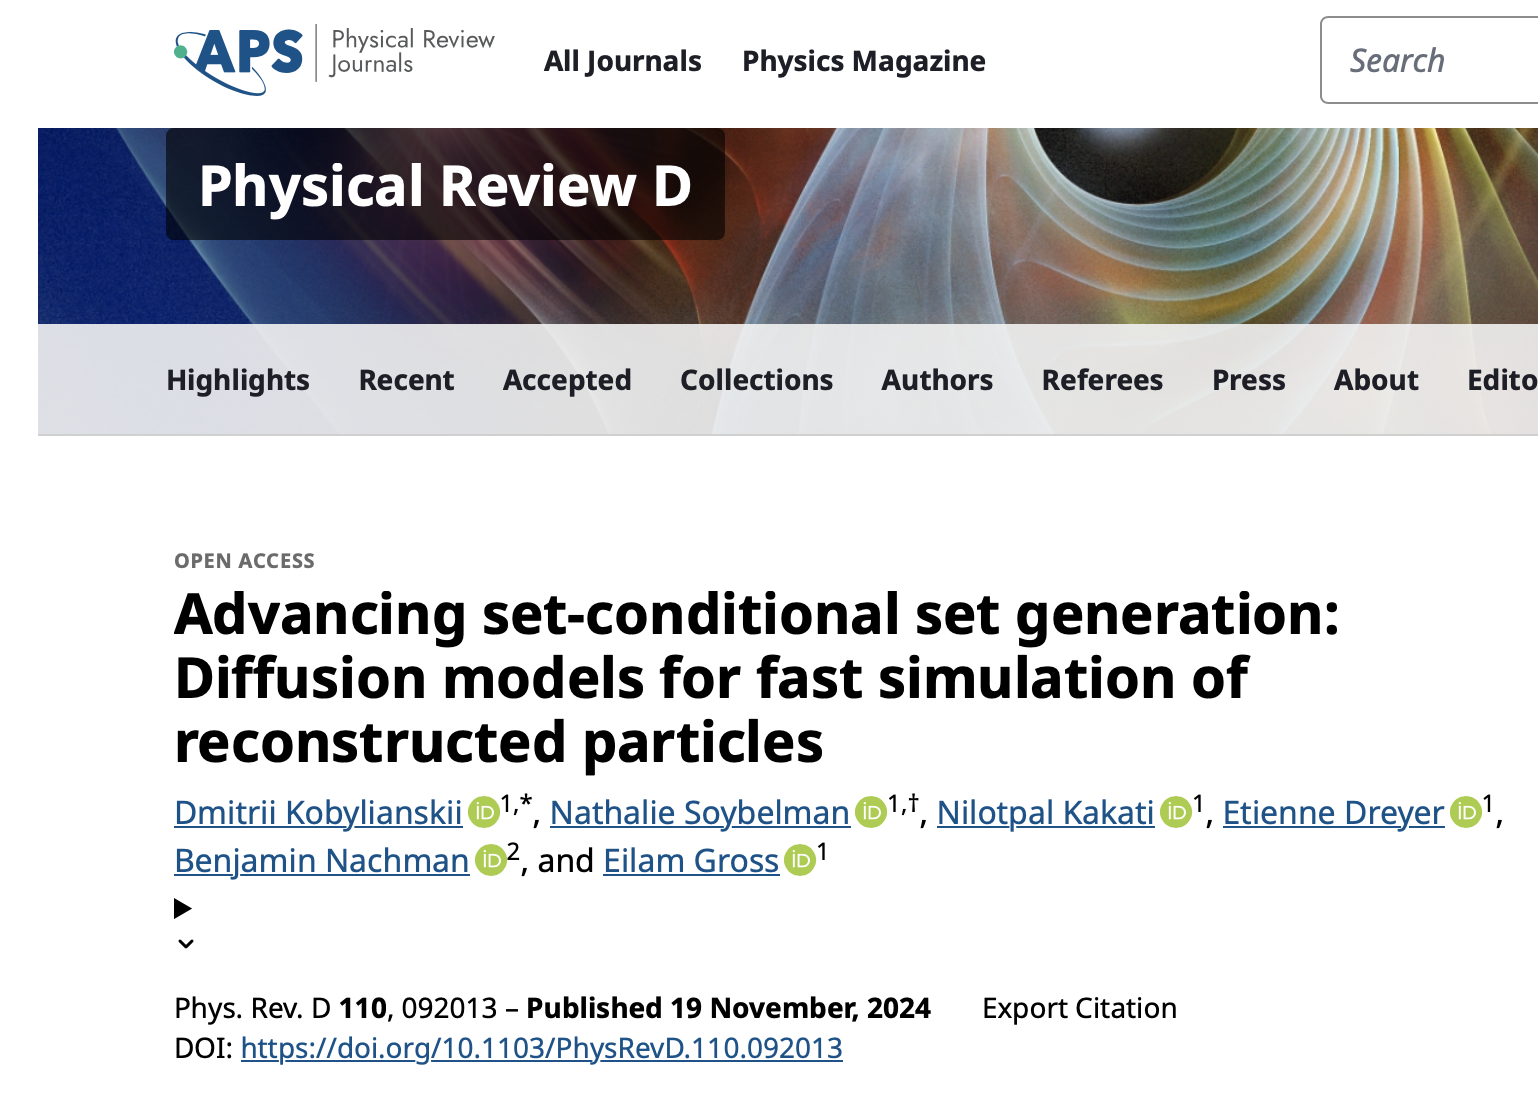 APS Physical Review Journals
All Journals Physics Magazine
Search
Physical Review D
Highlights Recent Accepted Collections Authors Referees Press About Edito
OPEN ACCESS
Advancing set-conditional set generation:
Diffusion models for fast simulation of
reconstructed particles
Dmitrii Kobylianskii iD 1,*, Nathalie Soybelman iD 1,†, Nilotpal Kakati iD 1, Etienne Dreyer iD 1,
Benjamin Nachman iD 2, and Eilam Gross iD 1
Phys. Rev. D 110, 092013 – Published 19 November, 2024 Export Citation
DOI: https://doi.org/10.1103/PhysRevD.110.092013